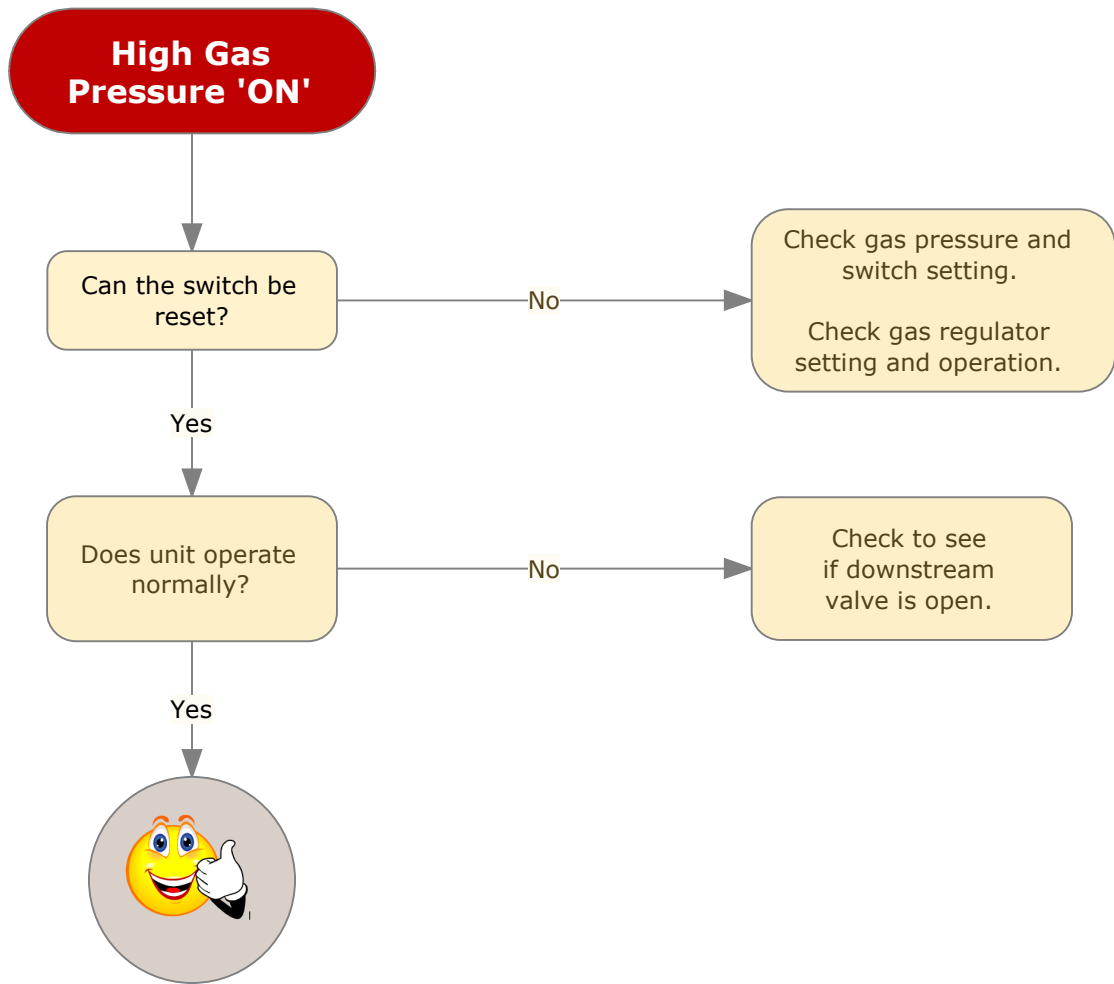 High Gas
Pressure 'ON'
Can the switch be
reset?
No
Check gas pressure and
switch setting.
Check gas regulator
setting and operation.
Yes
Does unit operate
normally?
No
Check to see
if downstream
valve is open.
Yes